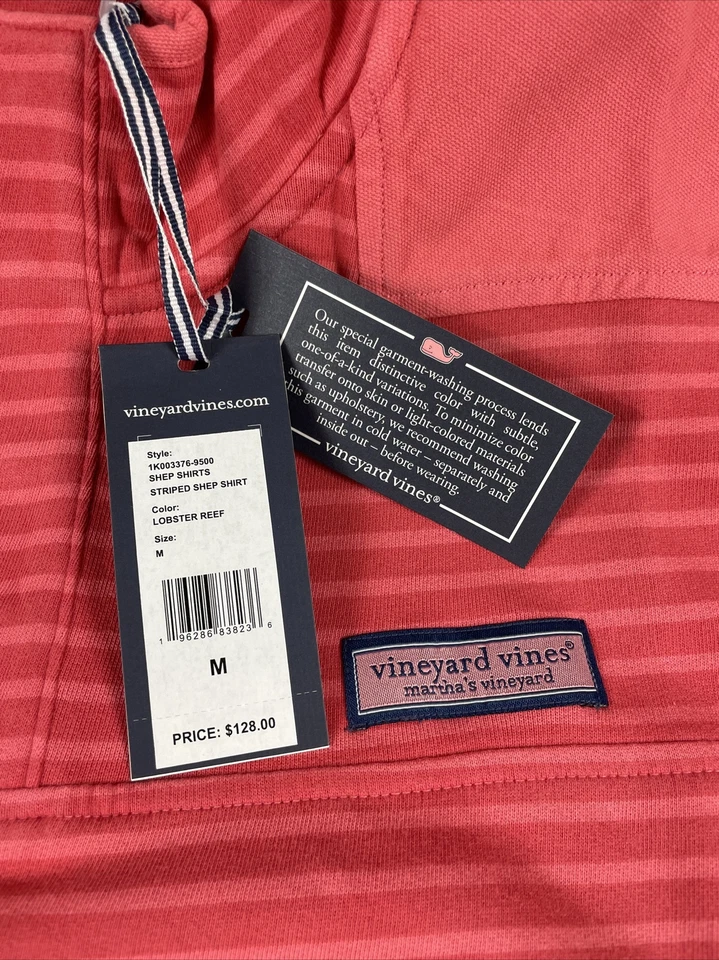 vineyardvines.com
Style:
1K003376-9500
SHEP SHIRTS
STRIPED SHEP SHIRT
Color:
LOBSTER REEF
Size:
M
1 96286 83823 6
M
PRICE: $128.00
Our special garment-washing process lends
this item distinctive color with subtle,
one-of-a-kind variations. To minimize color
transfer onto skin or light-colored materials
such as upholstery, we recommend washing
this garment in cold water – separately and
inside out – before wearing.
vineyard vines®
vineyard vines®
martha's vineyard